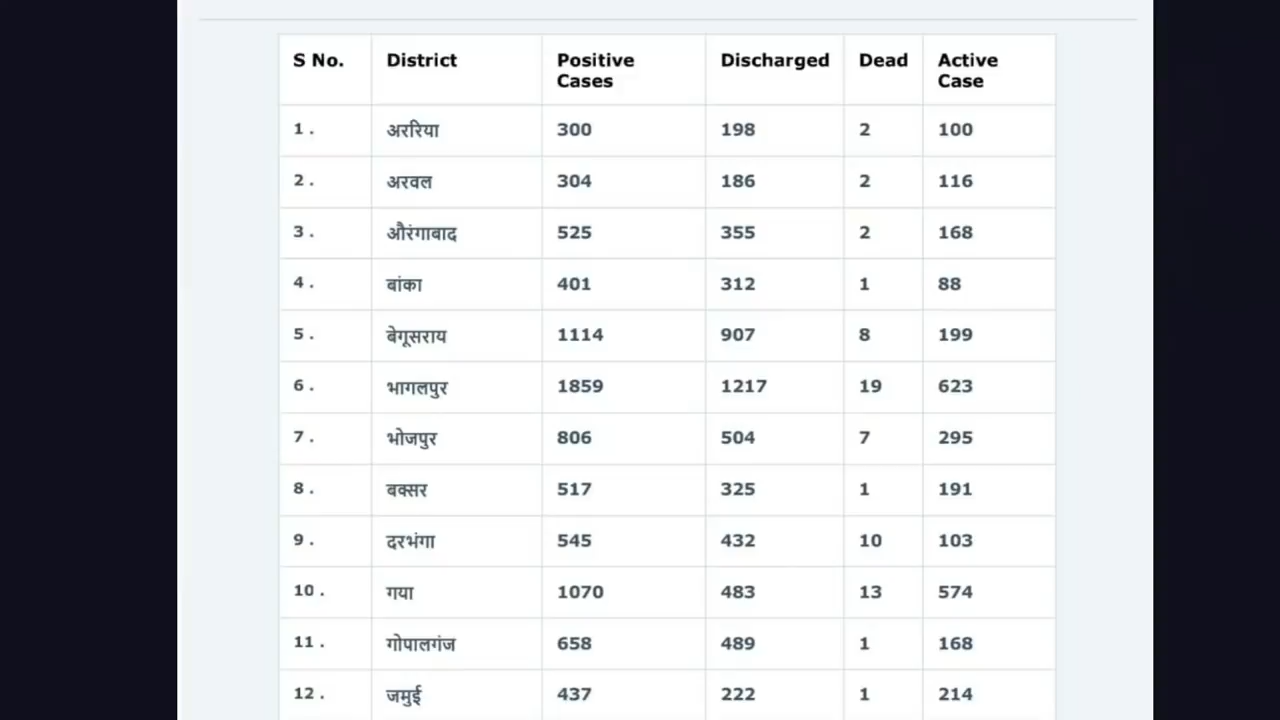 S No. District Positive Cases Discharged Dead Active Case
1 . अररिया 300 198 2 100
2 . अरवल 304 186 2 116
3 . औरंगाबाद 525 355 2 168
4 . बांका 401 312 1 88
5 . बेगूसराय 1114 907 8 199
6 . भागलपुर 1859 1217 19 623
7 . भोजपुर 806 504 7 295
8 . बक्सर 517 325 1 191
9 . दरभंगा 545 432 10 103
10 . गया 1070 483 13 574
11 . गोपालगंज 658 489 1 168
12 . जमुई 437 222 1 214